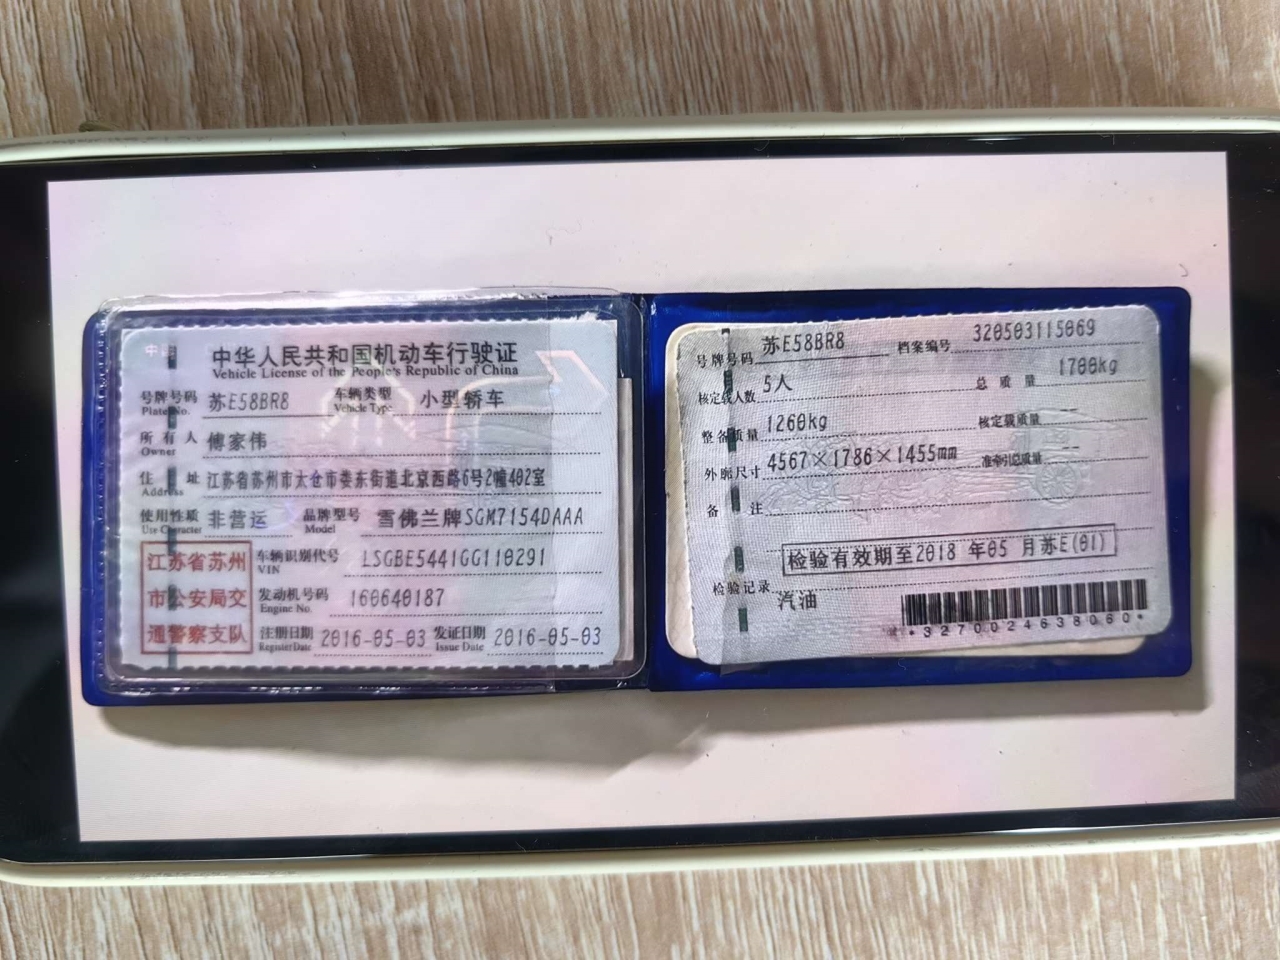 中华人民共和国机动车行驶证
Vehicle License of the People's Republic of China
号牌号码 苏E58BR8 车辆类型 小型轿车
Plate No. Vehicle Type
所有人 傅家伟
Owner
住址 江苏省苏州市太仓市娄东街道北京西路6号2幢402室
Address
使用性质 非营运 品牌型号 雪佛兰牌SGM7154DAAA
Use Character Model
江苏省苏州
市公安局交
通警察支队
车辆识别代号 LSGBE5441GG110291
VIN
发动机号码 160640187
Engine No.
注册日期 2016-05-03 发证日期 2016-05-03
Register Date Issue Date
号牌号码 苏E58BR8 档案编号 320503115069
核定载人数 5人 总质量 1700kg
整备质量 1260kg 核定载质量 --
外廓尺寸 4567×1786×1455mm 准牵引总质量 --
备注
检验有效期至2018年05月苏E(01)
检验记录
汽油
*3270024638060*